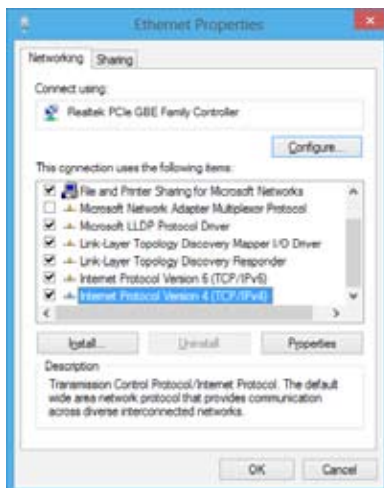 Ethernet Properties
Networking Sharing
Connect using:
Realtek PCIe GBE Family Controller
Configure...
This connection uses the following items:
File and Printer Sharing for Microsoft Networks
Microsoft Network Adapter Multiplexor Protocol
Microsoft LLDP Protocol Driver
Link-Layer Topology Discovery Mapper I/O Driver
Link-Layer Topology Discovery Responder
Internet Protocol Version 6 (TCP/IPv6)
Internet Protocol Version 4 (TCP/IPv4)
Install... Uninstall Properties
Description
Transmission Control Protocol/Internet Protocol. The default
wide area network protocol that provides communication
across diverse interconnected networks.
OK Cancel